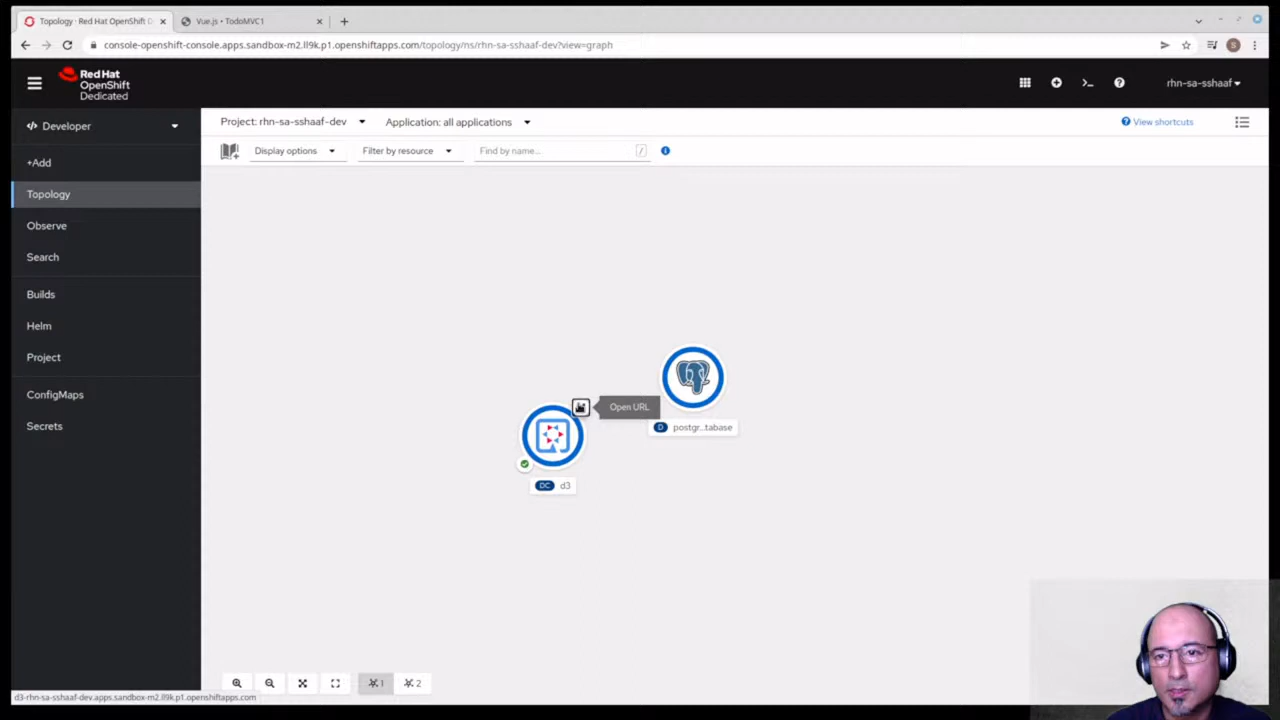 Topology · Red Hat OpenShift D
Vue.js • TodoMVC1
console-openshift-console.apps.sandbox-m2.ll9k.p1.openshiftapps.com/topology/ns/rhn-sa-sshaaf-dev?view=graph
S
Red Hat
OpenShift
Dedicated
rhn-sa-sshaaf
Developer
Project: rhn-sa-sshaaf-dev
Application: all applications
View shortcuts
Display options
Filter by resource
Find by name...
/
+Add
Topology
Observe
Search
Builds
Helm
Project
ConfigMaps
Secrets
Open URL
D postgr...tabase
DC d3
1
2
d3-rhn-sa-sshaaf-dev.apps.sandbox-m2.ll9k.p1.openshiftapps.com